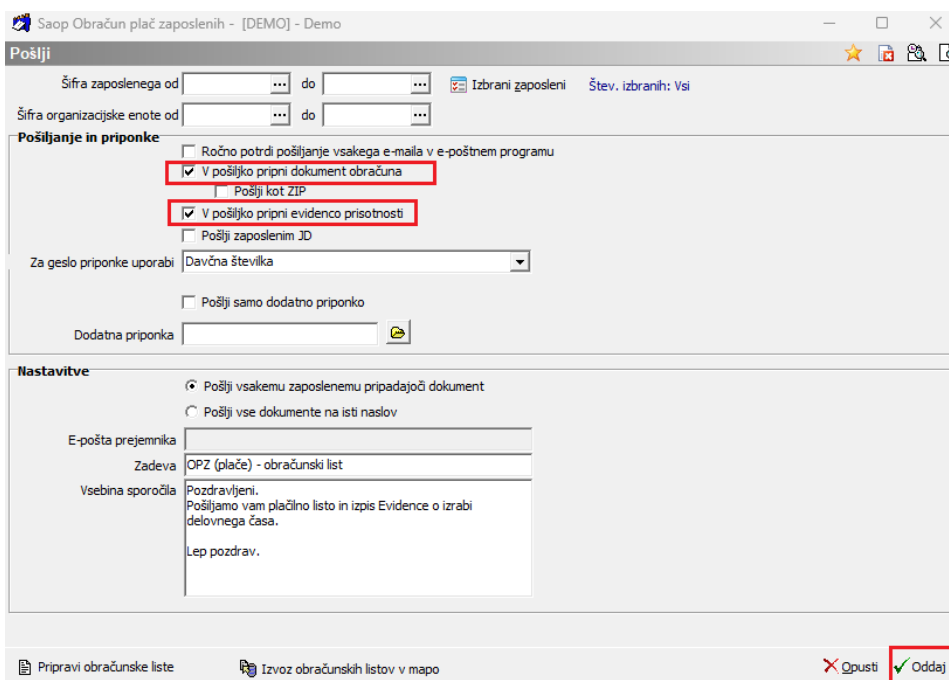 Saop Obračun plač zaposlenih - [DEMO] - Demo
Pošlji
Šifra zaposlenega od ... do ... Izbrani zaposleni Štev. izbranih: Vsi
Šifra organizacijske enote od ... do ...
Pošiljanje in priponke
Ročno potrdi pošiljanje vsakega e-maila v e-poštnem programu
V pošiljko pripni dokument obračuna
Pošlji kot ZIP
V pošiljko pripni evidenco prisotnosti
Pošlji zaposlenim JD
Za geslo priponke uporabi Davčna številka
Pošlji samo dodatno priponko
Dodatna priponka
Nastavitve
Pošlji vsakemu zaposlenemu pripadajoči dokument
Pošlji vse dokumente na isti naslov
E-pošta prejemnika
Zadeva OPZ (plače) - obračunski list
Vsebina sporočila Pozdravljeni.
Pošiljamo vam plačilno listo in izpis Evidence o izrabi
delovnega časa.
Lep pozdrav.
Pripravi obračunske liste Izvoz obračunskih listov v mapo Opusti Oddaj